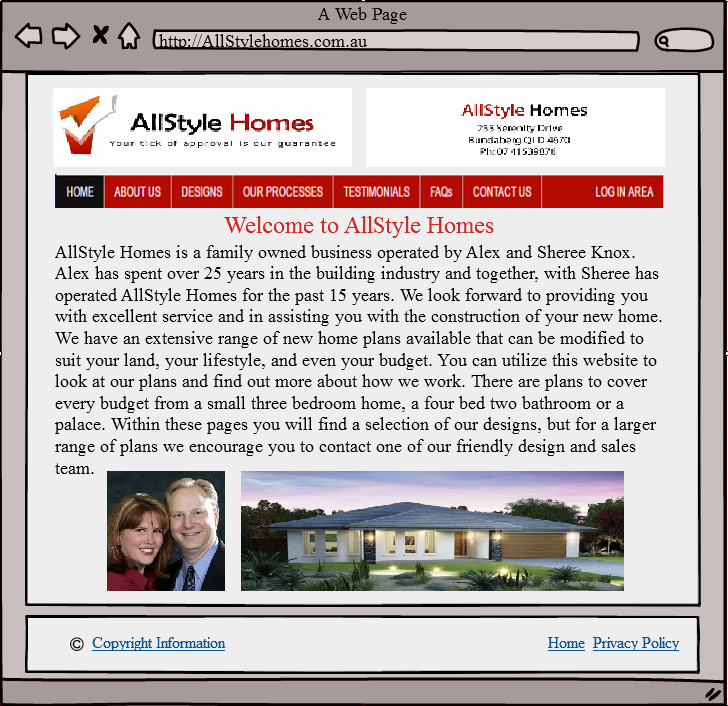 A Web Page
http://AllStylehomes.com.au
AllStyle Homes
Your tick of approval is our guarantee
AllStyle Homes
255 Serenity Drive
Bundaberg QLD 4670
Ph: 07 41539876
HOME ABOUT US DESIGNS OUR PROCESSES TESTIMONIALS FAQs CONTACT US LOG IN AREA
Welcome to AllStyle Homes
AllStyle Homes is a family owned business operated by Alex and Sheree Knox.
Alex has spent over 25 years in the building industry and together, with Sheree has
operated AllStyle Homes for the past 15 years. We look forward to providing you
with excellent service and in assisting you with the construction of your new home.
We have an extensive range of new home plans available that can be modified to
suit your land, your lifestyle, and even your budget. You can utilize this website to
look at our plans and find out more about how we work. There are plans to cover
every budget from a small three bedroom home, a four bed two bathroom or a
palace. Within these pages you will find a selection of our designs, but for a larger
range of plans we encourage you to contact one of our friendly design and sales
team.
© Copyright Information Home Privacy Policy